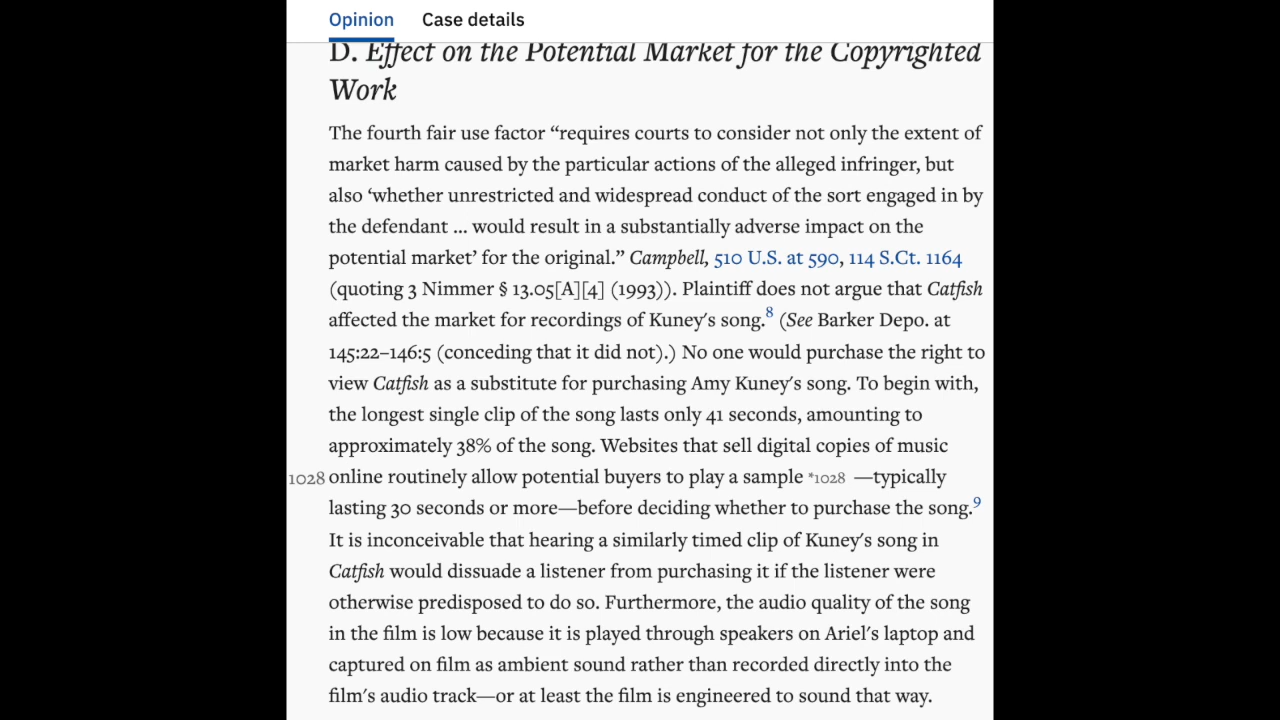 Opinion Case details
D. Effect on the Potential Market for the Copyrighted
Work
The fourth fair use factor “requires courts to consider not only the extent of
market harm caused by the particular actions of the alleged infringer, but
also ‘whether unrestricted and widespread conduct of the sort engaged in by
the defendant ... would result in a substantially adverse impact on the
potential market’ for the original.” Campbell, 510 U.S. at 590, 114 S.Ct. 1164
(quoting 3 Nimmer § 13.05[A][4] (1993)). Plaintiff does not argue that Catfish
affected the market for recordings of Kuney's song.8 (See Barker Depo. at
145:22–146:5 (conceding that it did not).) No one would purchase the right to
view Catfish as a substitute for purchasing Amy Kuney's song. To begin with,
the longest single clip of the song lasts only 41 seconds, amounting to
approximately 38% of the song. Websites that sell digital copies of music
1028 online routinely allow potential buyers to play a sample *1028 —typically
lasting 30 seconds or more—before deciding whether to purchase the song.9
It is inconceivable that hearing a similarly timed clip of Kuney's song in
Catfish would dissuade a listener from purchasing it if the listener were
otherwise predisposed to do so. Furthermore, the audio quality of the song
in the film is low because it is played through speakers on Ariel's laptop and
captured on film as ambient sound rather than recorded directly into the
film's audio track—or at least the film is engineered to sound that way.